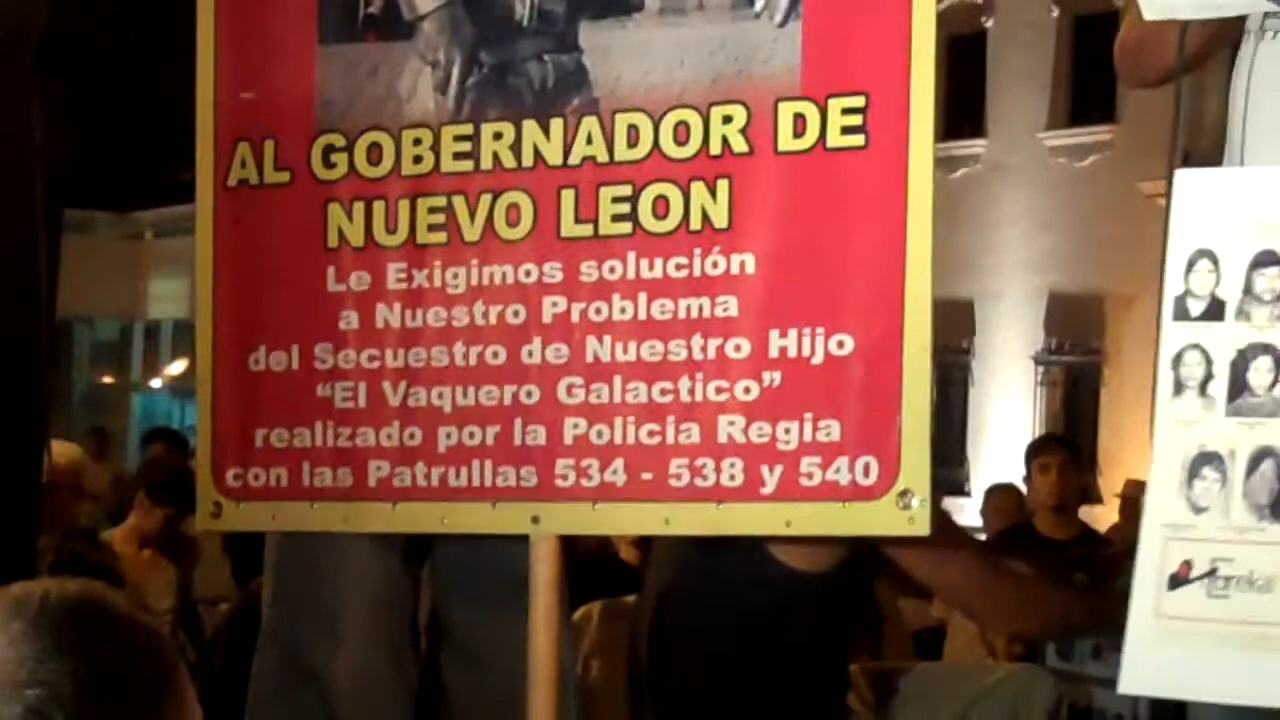 AL GOBERNADOR DE
NUEVO LEON
Le Exigimos solución
a Nuestro Problema
del Secuestro de Nuestro Hijo
“El Vaquero Galactico”
realizado por la Policia Regia
con las Patrullas 534 - 538 y 540
Eureka